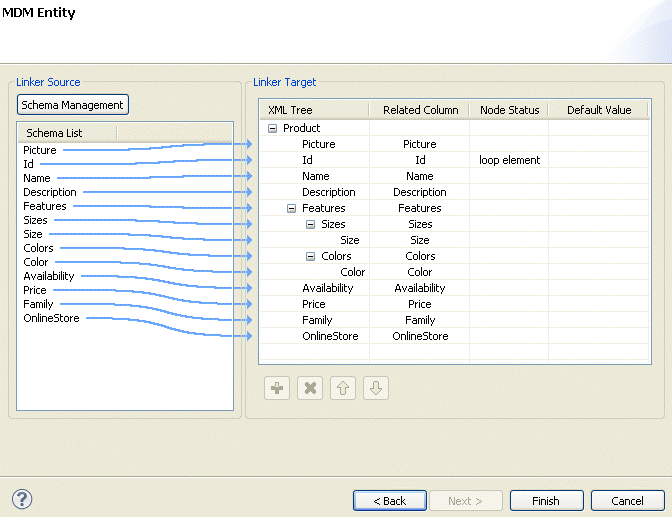 MDM Entity
Linker Source
Schema Management
Schema List
Picture
Id
Name
Description
Features
Sizes
Size
Colors
Color
Availability
Price
Family
OnlineStore
Linker Target
XML Tree Related Column Node Status Default Value
Product
Picture Picture
Id Id loop element
Name Name
Description Description
Features Features
Sizes Sizes
Size Size
Colors Colors
Color Color
Availability Availability
Price Price
Family Family
OnlineStore OnlineStore
? < Back Next > Finish Cancel